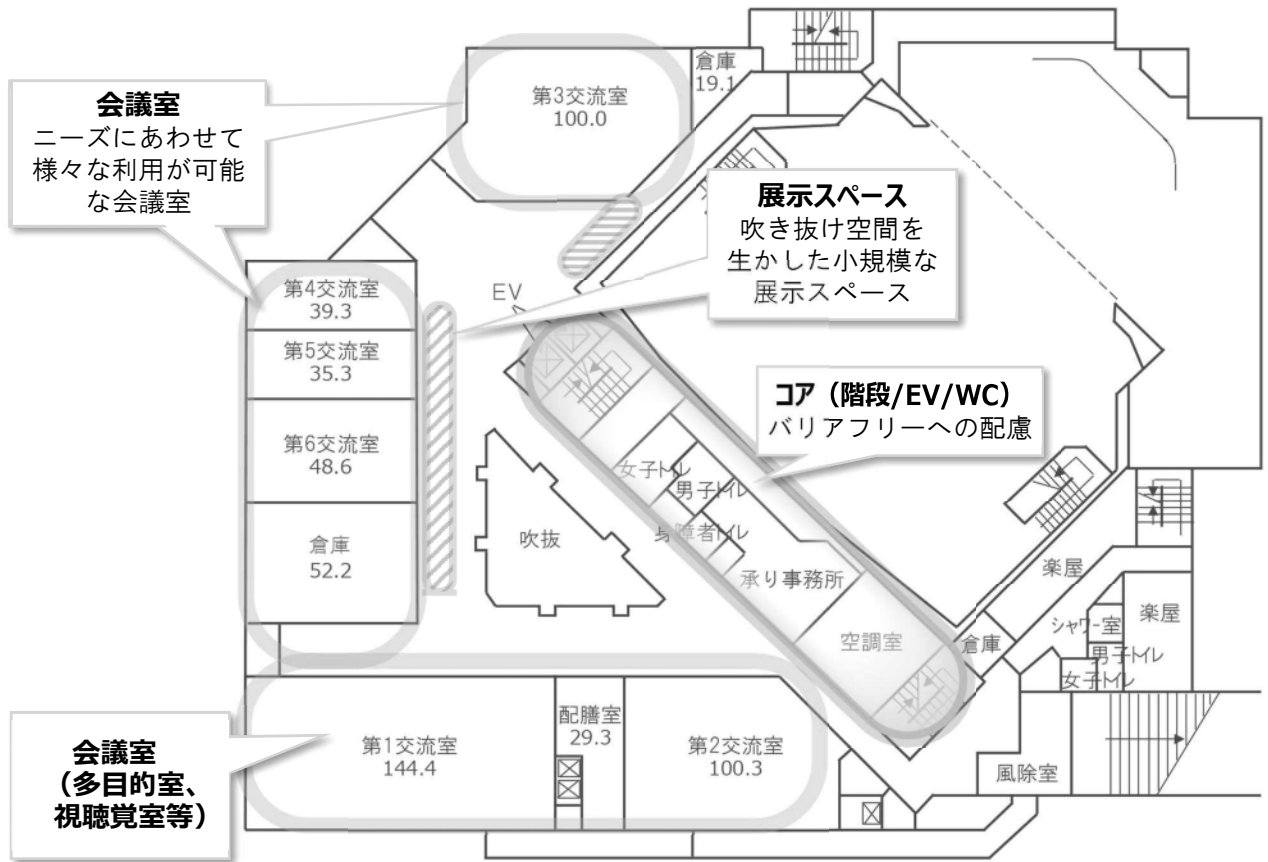 倉庫
19.1
第3交流室
100.0
会議室
ニーズにあわせて
様々な利用が可能
な会議室
展示スペース
吹き抜け空間を
生かした小規模な
展示スペース
第4交流室
39.3
EV
第5交流室
35.3
コア（階段/EV/WC）
バリアフリーへの配慮
第6交流室
48.6
女子トイレ
男子トイレ
障者トイレ
吹抜
倉庫
52.2
承り事務所
楽屋
空調室
倉庫
シャワー室
楽屋
男子トイレ
女子トイレ
配膳室
29.3
第1交流室
144.4
第2交流室
100.3
風除室
会議室
（多目的室、
視聴覚室等）